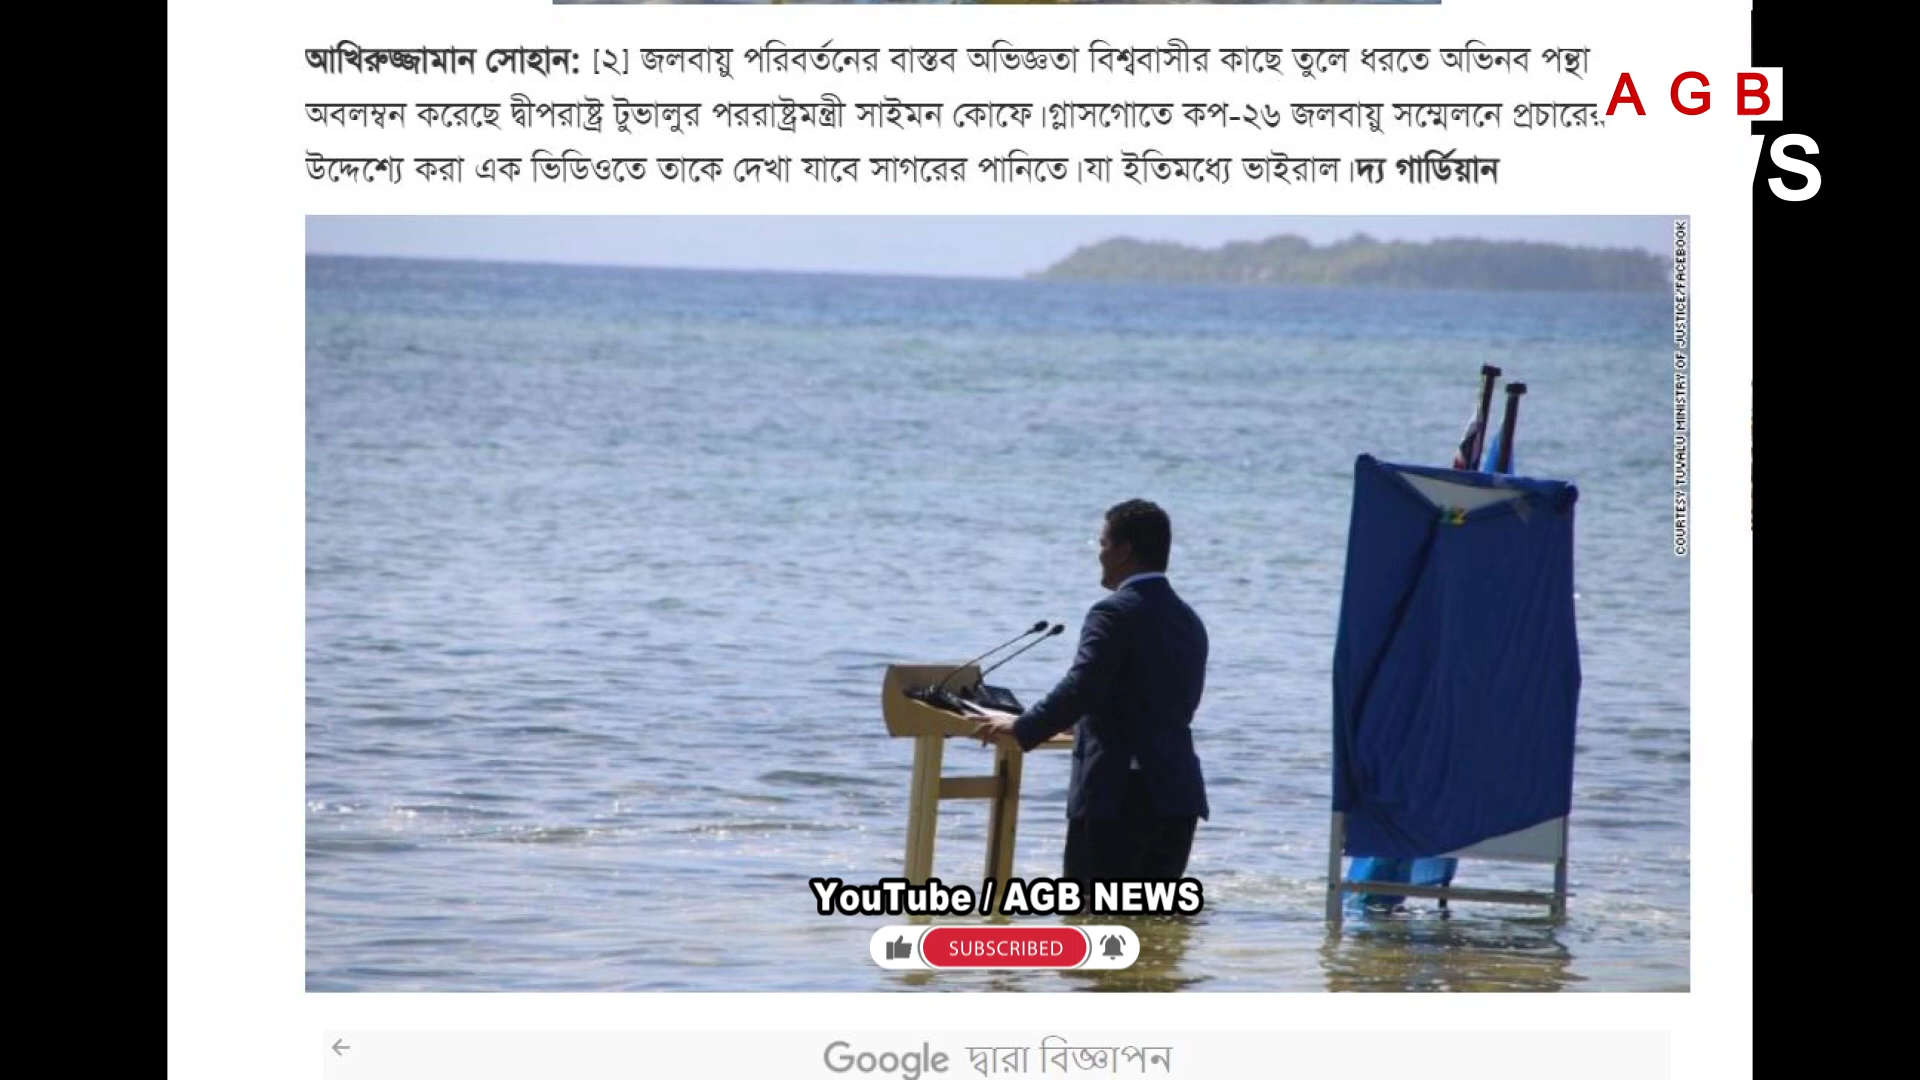 আখিরুজ্জামান সোহান: [২] জলবায়ু পরিবর্তনের বাস্তব অভিজ্ঞতা বিশ্ববাসীর কাছে তুলে ধরতে অভিনব পন্থা
অবলম্বন করেছে দ্বীপরাষ্ট্র টুভালুর পররাষ্ট্রমন্ত্রী সাইমন কোফে।গ্লাসগোতে কপ-২৬ জলবায়ু সম্মেলনে প্রচারের
উদ্দেশ্যে করা এক ভিডিওতে তাকে দেখা যাবে সাগরের পানিতে।যা ইতিমধ্যে ভাইরাল।দ্য গার্ডিয়ান
A G B
COURTESY TUVALU MINISTRY OF JUSTICE/FACEBOOK
YouTube / AGB NEWS
SUBSCRIBED
Google দ্বারা বিজ্ঞাপন